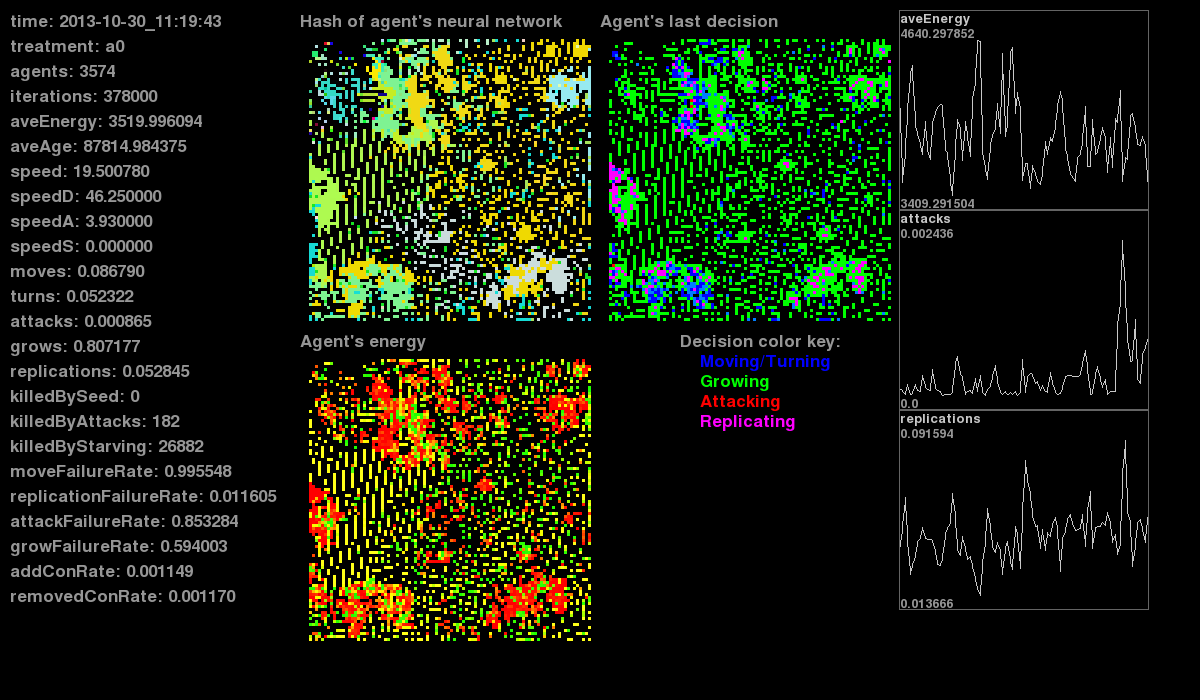 time: 2013-10-30_11:19:43
treatment: a0
agents: 3574
iterations: 378000
aveEnergy: 3519.996094
aveAge: 87814.984375
speed: 19.500780
speedD: 46.250000
speedA: 3.930000
speedS: 0.000000
moves: 0.086790
turns: 0.052322
attacks: 0.000865
grows: 0.807177
replications: 0.052845
killedBySeed: 0
killedByAttacks: 182
killedByStarving: 26882
moveFailureRate: 0.995548
replicationFailureRate: 0.011605
attackFailureRate: 0.853284
growFailureRate: 0.594003
addConRate: 0.001149
removedConRate: 0.001170
Hash of agent's neural network
Agent's last decision
Agent's energy
Decision color key:
Moving/Turning
Growing
Attacking
Replicating
aveEnergy
4640.297852
3409.291504
attacks
0.002436
0.0
replications
0.091594
0.013666